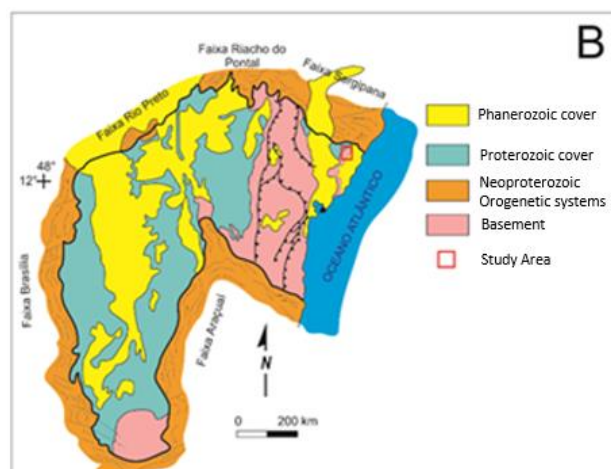 B
Faixa Riacho do
Pontal
Faixa Sergipana
Faixa Rio Preto
48°
12°
Faixa Brasília
Faixa Araçuaí
OCEANO ATLÂNTICO
N
0 200 km
Phanerozoic cover
Proterozoic cover
Neoproterozoic
Orogenetic systems
Basement
Study Area